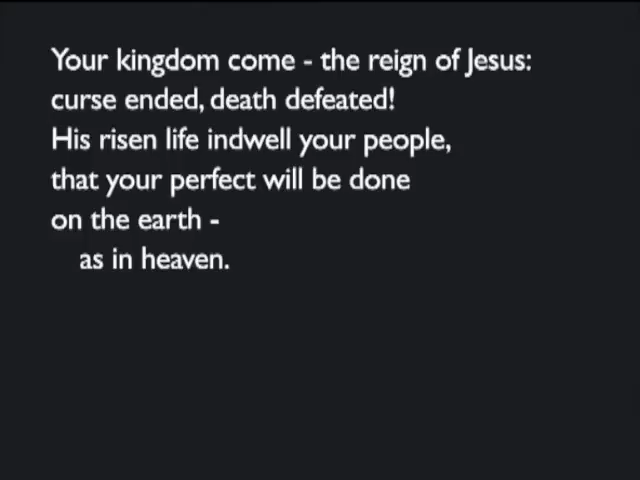 Your kingdom come - the reign of Jesus:
curse ended, death defeated!
His risen life indwell your people,
that your perfect will be done
on the earth -
as in heaven.